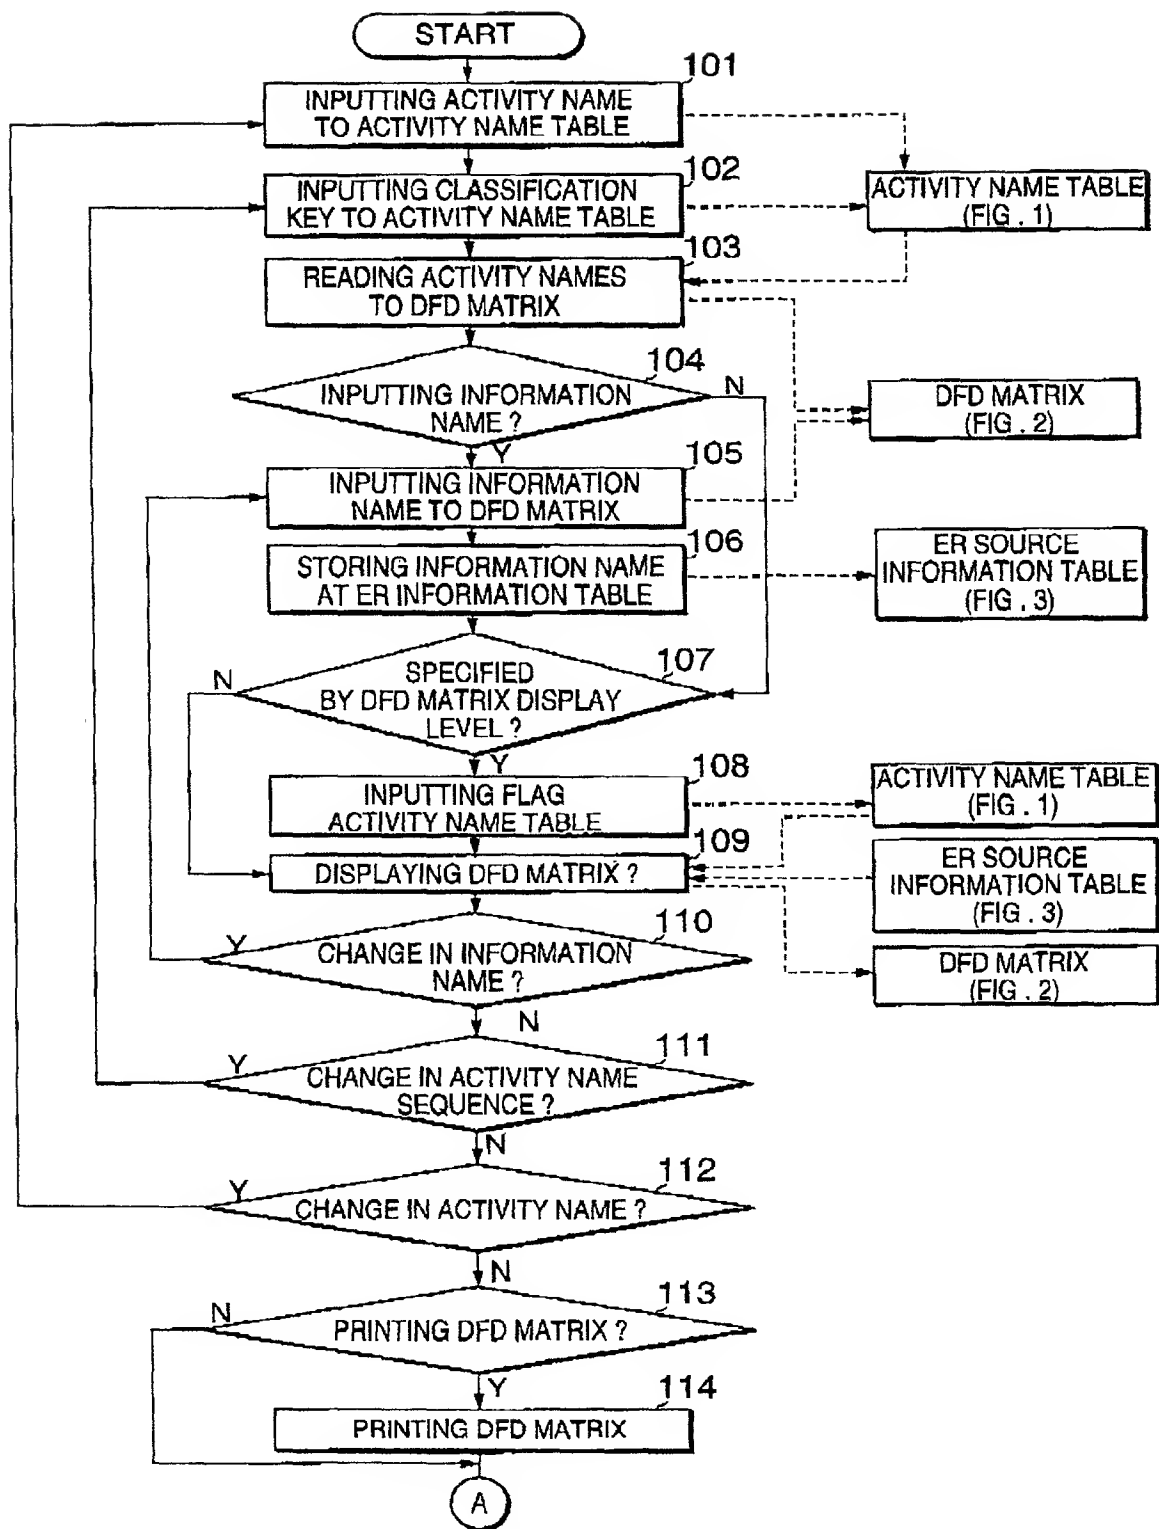 START
101
INPUTTING ACTIVITY NAME
TO ACTIVITY NAME TABLE
102
INPUTTING CLASSIFICATION
KEY TO ACTIVITY NAME TABLE
ACTIVITY NAME TABLE
(FIG . 1)
103
READING ACTIVITY NAMES
TO DFD MATRIX
104
INPUTTING INFORMATION
NAME ?
N
Y
DFD MATRIX
(FIG . 2)
105
INPUTTING INFORMATION
NAME TO DFD MATRIX
106
STORING INFORMATION NAME
AT ER INFORMATION TABLE
ER SOURCE
INFORMATION TABLE
(FIG . 3)
107
SPECIFIED
BY DFD MATRIX DISPLAY
LEVEL ?
N
Y
108
INPUTTING FLAG
ACTIVITY NAME TABLE
ACTIVITY NAME TABLE
(FIG . 1)
109
DISPLAYING DFD MATRIX ?
ER SOURCE
INFORMATION TABLE
(FIG . 3)
110
CHANGE IN INFORMATION
NAME ?
Y
N
DFD MATRIX
(FIG . 2)
111
CHANGE IN ACTIVITY NAME
SEQUENCE ?
Y
N
112
CHANGE IN ACTIVITY NAME ?
Y
N
113
PRINTING DFD MATRIX ?
N
Y
114
PRINTING DFD MATRIX
A